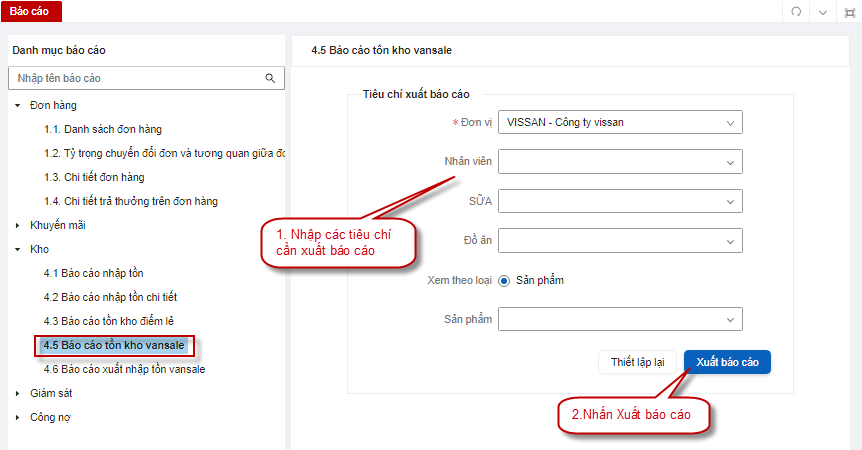 Báo cáo
Danh mục báo cáo
Nhập tên báo cáo
Đơn hàng
1.1. Danh sách đơn hàng
1.2. Tỷ trọng chuyển đổi đơn và tương quan giữa đo
1.3. Chi tiết đơn hàng
1.4. Chi tiết trả thưởng trên đơn hàng
Khuyến mãi
Kho
4.1 Báo cáo nhập tồn
4.2 Báo cáo nhập tồn chi tiết
4.3 Báo cáo tồn kho điểm lẻ
4.5 Báo cáo tồn kho vansale
4.6 Báo cáo xuất nhập tồn vansale
Giám sát
Công nợ
4.5 Báo cáo tồn kho vansale
Tiêu chí xuất báo cáo
* Đơn vị VISSAN - Công ty vissan
Nhân viên
SỮA
Đồ ăn
Xem theo loại Sản phẩm
Sản phẩm
Thiết lập lại Xuất báo cáo
1. Nhập các tiêu chí
cần xuất báo cáo
2.Nhấn Xuất báo cáo